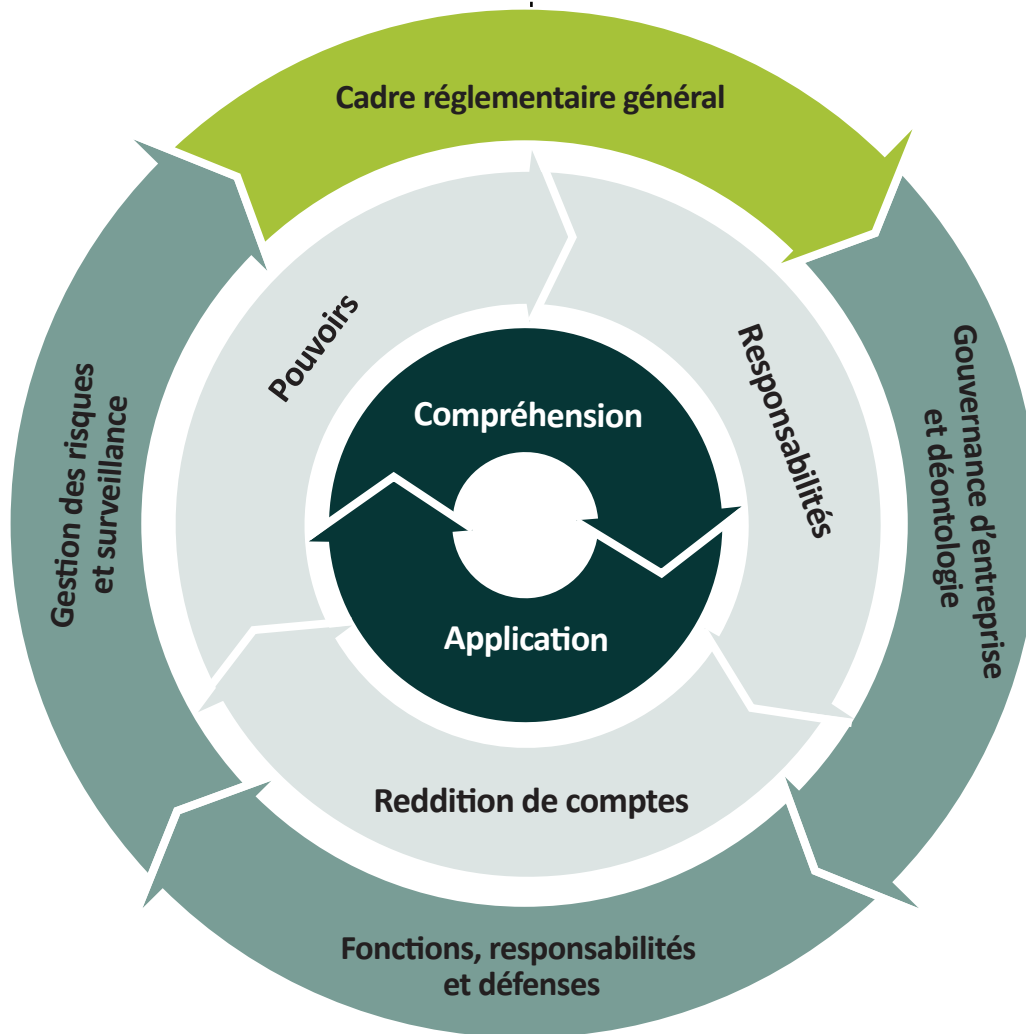 Cadre réglementaire général
Pouvoirs
Responsabilités
Gouvernance d'entreprise
et déontologie
Gestion des risques
et surveillance
Compréhension
Application
Reddition de comptes
Fonctions, responsabilités
et défenses